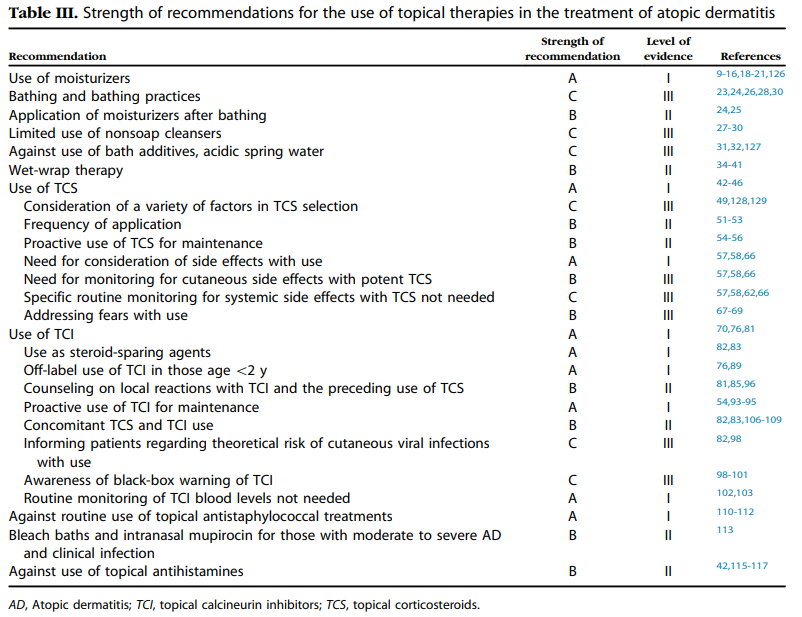 Table III. Strength of recommendations for the use of topical therapies in the treatment of atopic dermatitis
Strength of Level of
Recommendation recommendation evidence References
Use of moisturizers A I 9-16,18-21,126
Bathing and bathing practices C III 23,24,26,28,30
Application of moisturizers after bathing B II 24,25
Limited use of nonsoap cleansers C III 27-30
Against use of bath additives, acidic spring water C III 31,32,127
Wet-wrap therapy B II 34-41
Use of TCS A I 42-46
Consideration of a variety of factors in TCS selection C III 49,128,129
Frequency of application B II 51-53
Proactive use of TCS for maintenance B II 54-56
Need for consideration of side effects with use A I 57,58,66
Need for monitoring for cutaneous side effects with potent TCS B III 57,58,66
Specific routine monitoring for systemic side effects with TCS not needed C III 57,58,62,66
Addressing fears with use B III 67-69
Use of TCI A I 70,76,81
Use as steroid-sparing agents A I 82,83
Off-label use of TCI in those age <2 y A I 76,89
Counseling on local reactions with TCI and the preceding use of TCS B II 81,85,96
Proactive use of TCI for maintenance A I 54,93-95
Concomitant TCS and TCI use B II 82,83,106-109
Informing patients regarding theoretical risk of cutaneous viral infections C III 82,98
with use
Awareness of black-box warning of TCI C III 98-101
Routine monitoring of TCI blood levels not needed A I 102,103
Against routine use of topical antistaphylococcal treatments A I 110-112
Bleach baths and intranasal mupirocin for those with moderate to severe AD B II 113
and clinical infection
Against use of topical antihistamines B II 42,115-117
AD, Atopic dermatitis; TCI, topical calcineurin inhibitors; TCS, topical corticosteroids.